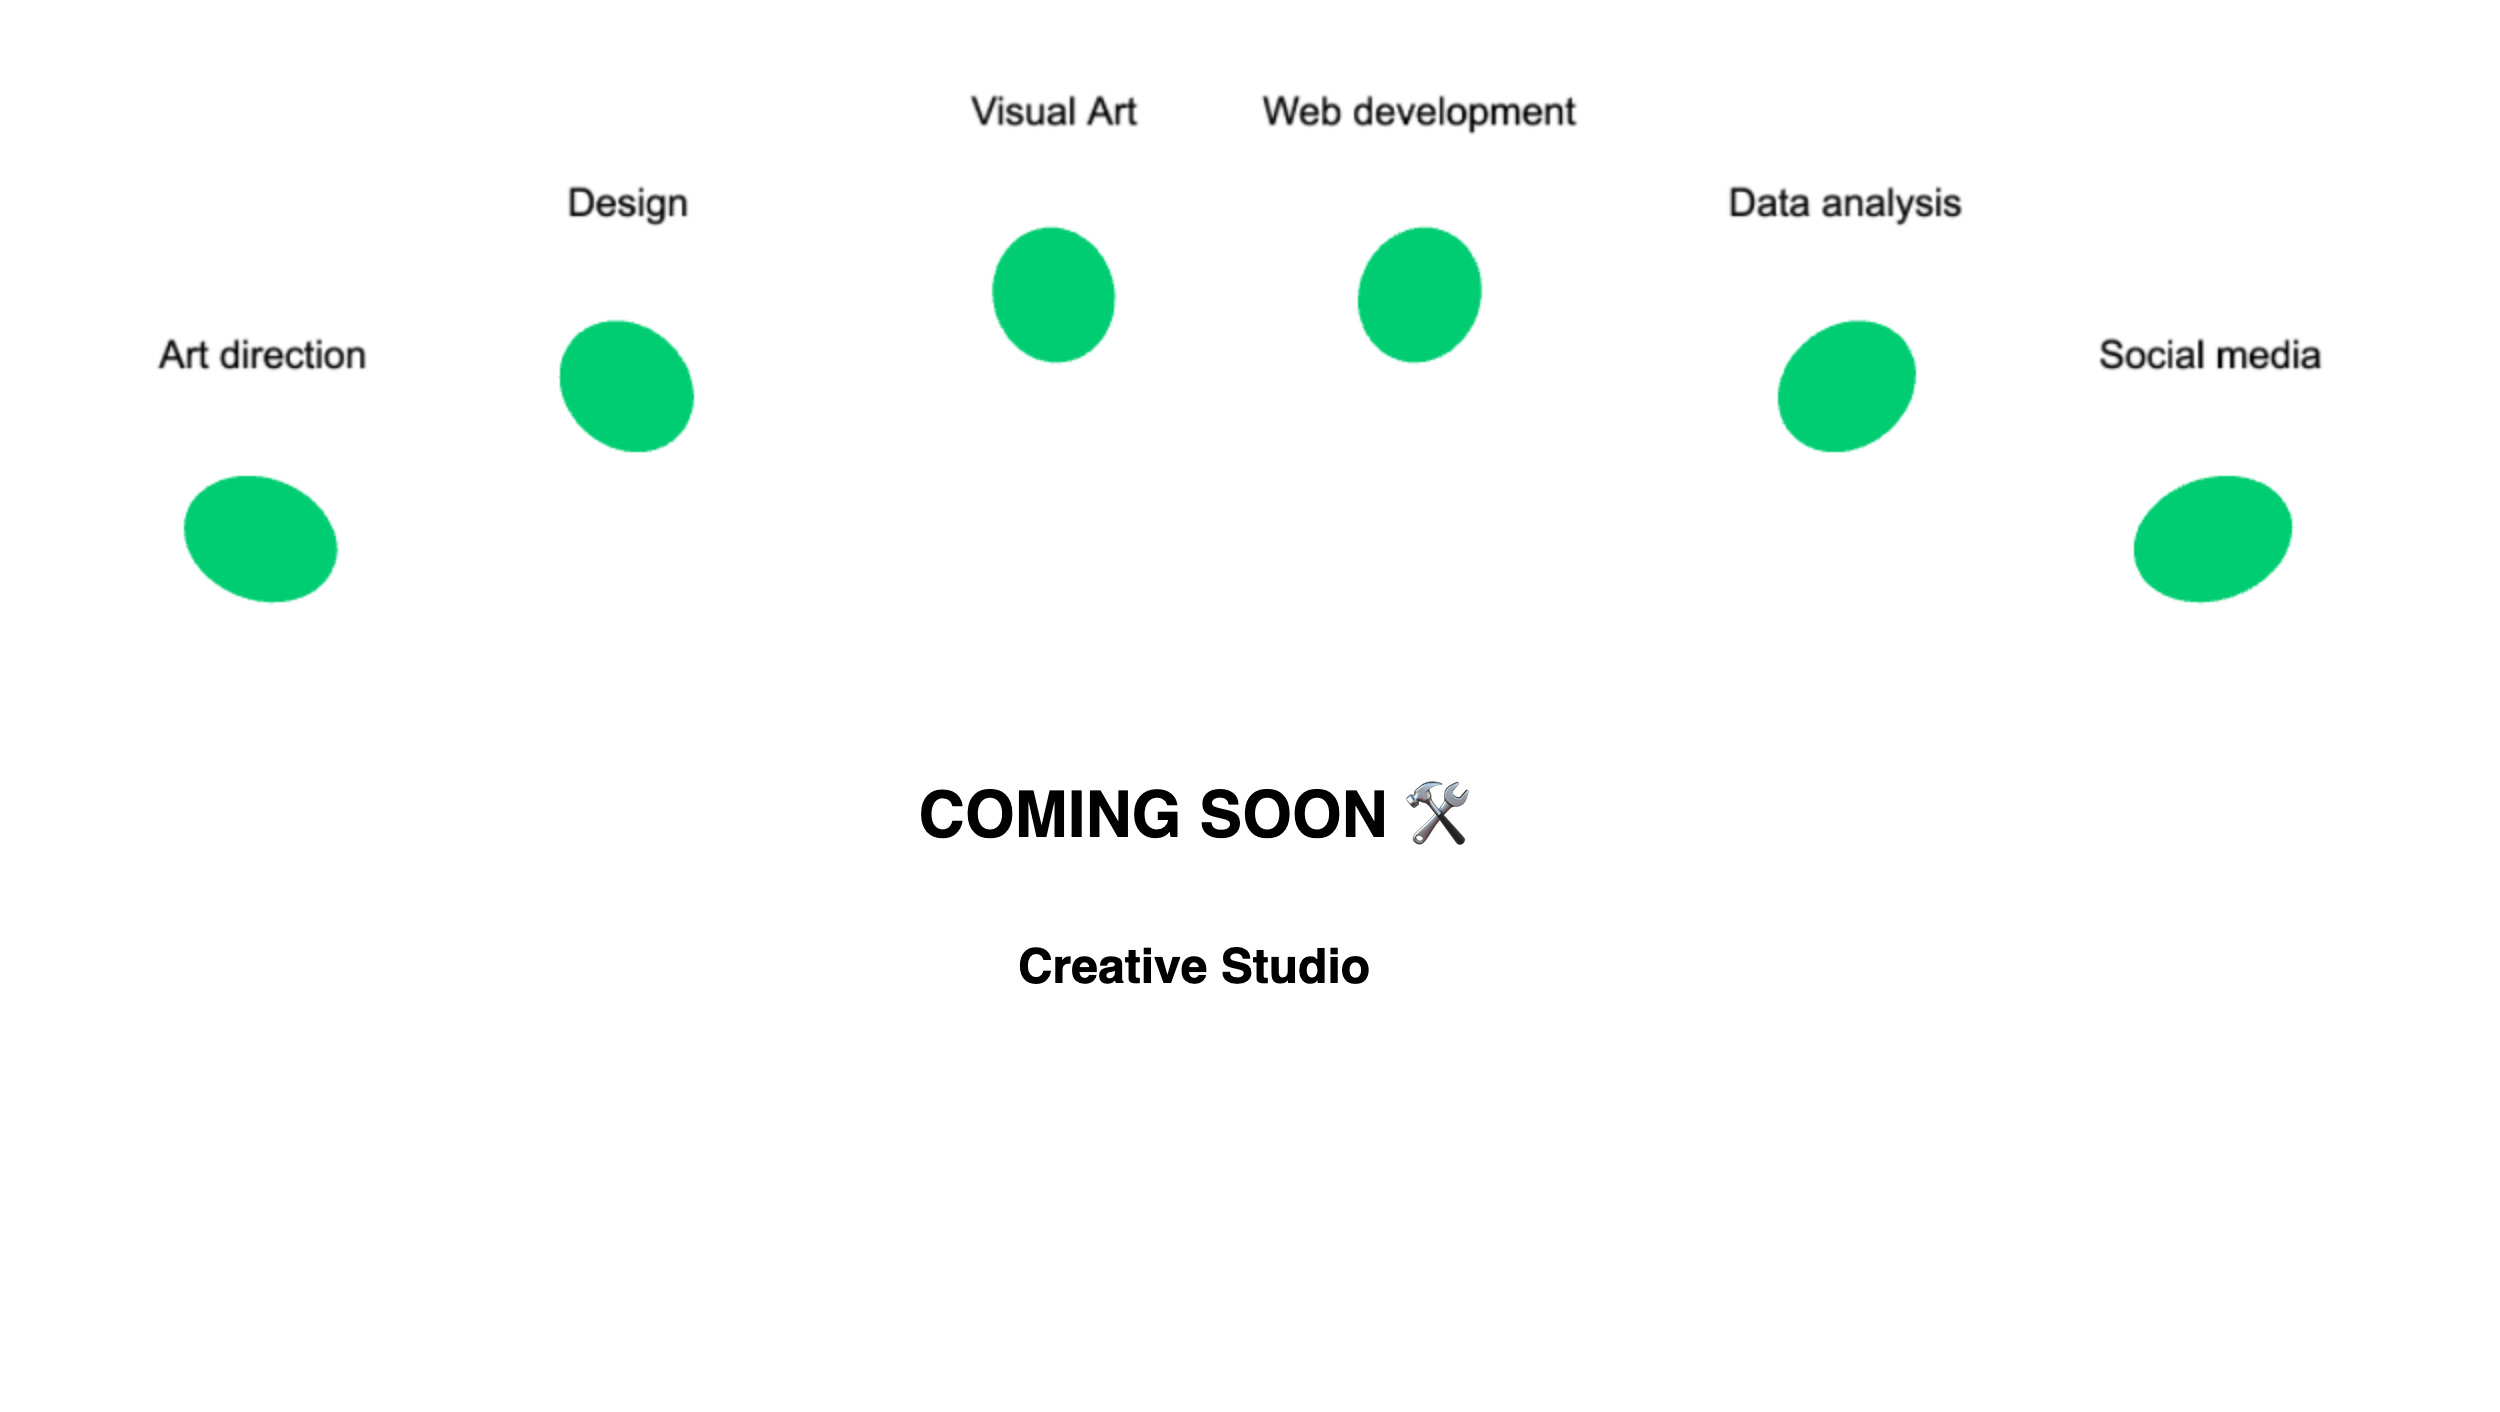 Visual Art
Web development
Design
Data analysis
Art direction
Social media
COMING SOON 🛠
Creative Studio